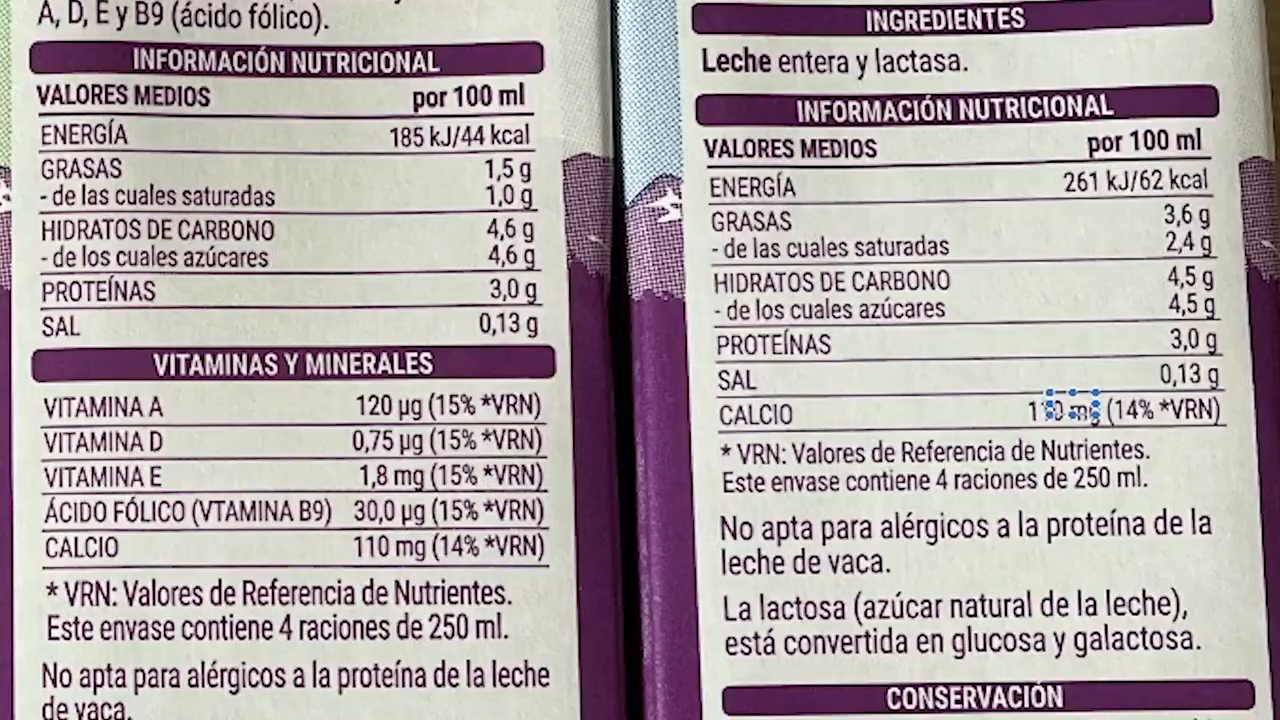 A, D, E y B9 (ácido fólico).
INFORMACIÓN NUTRICIONAL
VALORES MEDIOS por 100 ml
ENERGÍA 185 kJ/44 kcal
GRASAS 1,5 g
- de las cuales saturadas 1,0 g
HIDRATOS DE CARBONO 4,6 g
- de los cuales azúcares 4,6 g
PROTEÍNAS 3,0 g
SAL 0,13 g
VITAMINAS Y MINERALES
VITAMINA A 120 µg (15% *VRN)
VITAMINA D 0,75 µg (15% *VRN)
VITAMINA E 1,8 mg (15% *VRN)
ÁCIDO FÓLICO (VTAMINA B9) 30,0 µg (15% *VRN)
CALCIO 110 mg (14% *VRN)
* VRN: Valores de Referencia de Nutrientes.
Este envase contiene 4 raciones de 250 ml.
No apta para alérgicos a la proteína de la leche
de vaca.
INGREDIENTES
Leche entera y lactasa.
INFORMACIÓN NUTRICIONAL
VALORES MEDIOS por 100 ml
ENERGÍA 261 kJ/62 kcal
GRASAS 3,6 g
- de las cuales saturadas 2,4 g
HIDRATOS DE CARBONO 4,5 g
- de los cuales azúcares 4,5 g
PROTEÍNAS 3,0 g
SAL 0,13 g
CALCIO (14% *VRN)
* VRN: Valores de Referencia de Nutrientes.
Este envase contiene 4 raciones de 250 ml.
No apta para alérgicos a la proteína de la
leche de vaca.
La lactosa (azúcar natural de la leche),
está convertida en glucosa y galactosa.
CONSERVACIÓN